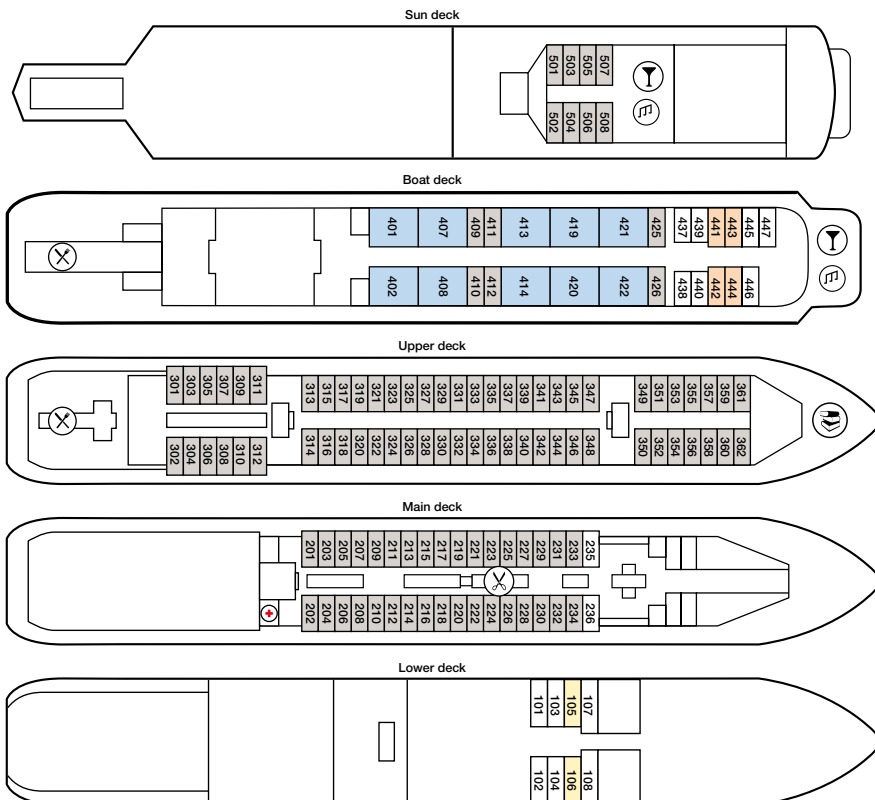 Sun deck
501 503 505 507
502 504 506 508
Boat deck
401 407 409 411 413 419 421 425 437 439 441 443 445 447
402 408 410 412 414 420 422 426 438 440 442 444 446
Upper deck
301 303 305 307 309 311 313 315 317 319 321 323 325 327 329 331 333 335 337 339 341 343 345 347 349 351 353 355 357 359 361
302 304 306 308 310 312 314 316 318 320 322 324 326 328 330 332 334 336 338 340 342 344 346 348 350 352 354 356 358 360 362
Main deck
201 203 205 207 209 211 213 215 217 219 221 223 225 227 229 231 233 235
202 204 206 208 210 212 214 216 218 220 222 224 226 228 230 232 234 236
Lower deck
101 103 105 107
102 104 106 108